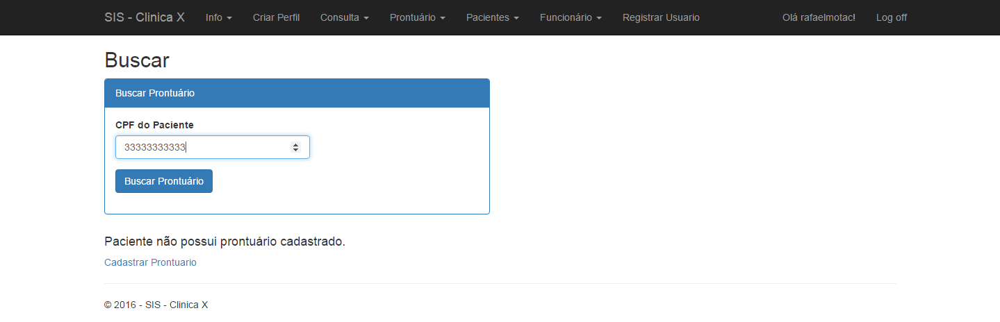 SIS - Clinica X Info Criar Perfil Consulta Prontuário Pacientes Funcionário Registrar Usuario Olá rafaelmotac! Log off
Buscar
Buscar Prontuário
CPF do Paciente
33333333333
Buscar Prontuário
Paciente não possui prontuário cadastrado.
Cadastrar Prontuario
© 2016 - SIS - Clinica X